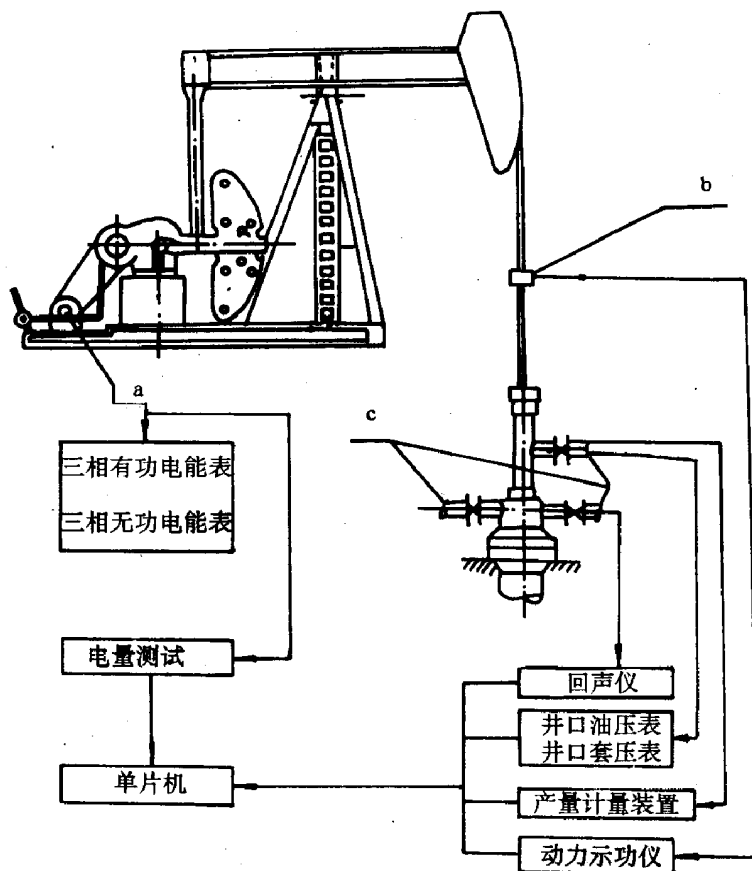 b
a
c
三相有功电能表
三相无功电能表
电量测试
回声仪
井口油压表
井口套压表
单片机
产量计量装置
动力示功仪